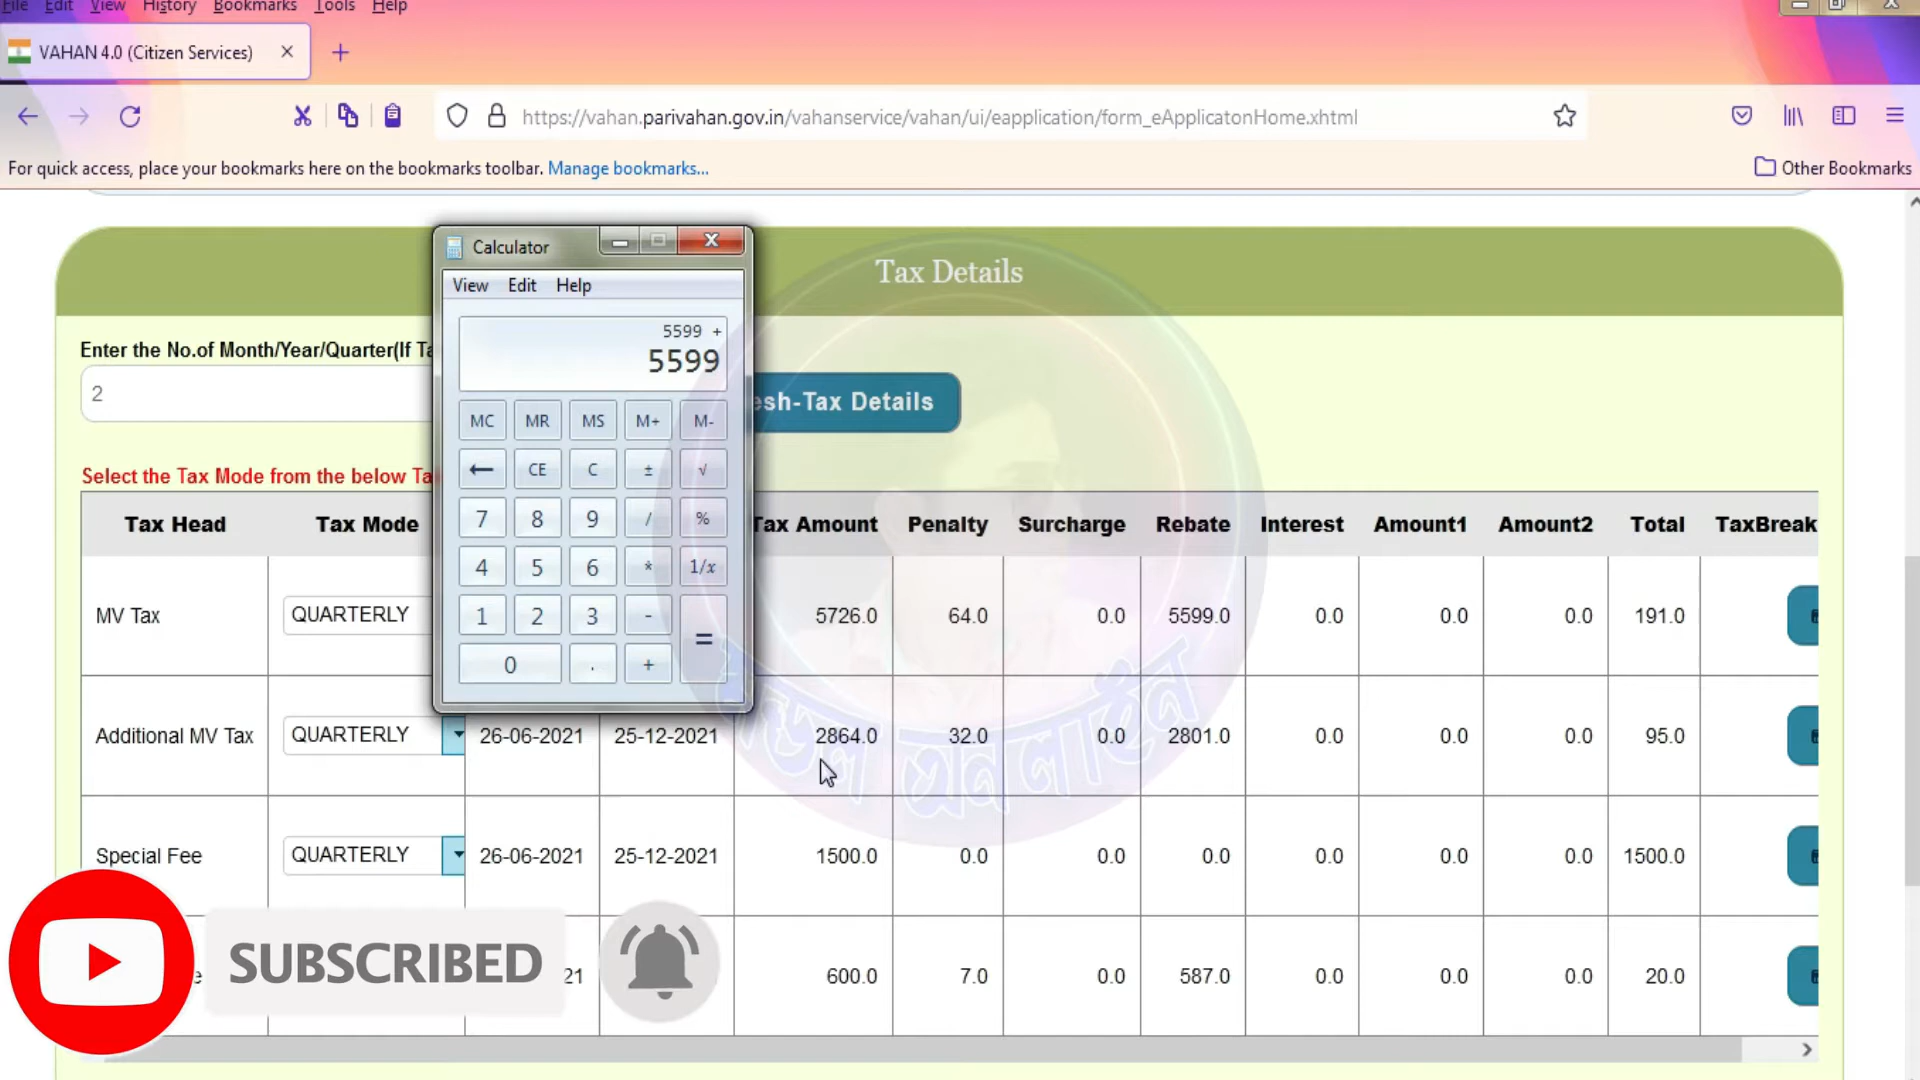 File Edit View History Bookmarks Tools Help
VAHAN 4.0 (Citizen Services)
https://vahan.parivahan.gov.in/vahanservice/vahan/ui/eapplication/form_eApplicatonHome.xhtml
For quick access, place your bookmarks here on the bookmarks toolbar. Manage bookmarks...
Other Bookmarks
Tax Details
Calculator
View Edit Help
5599 +
5599
MC MR MS M+ M-
← CE C ± √
7 8 9 / %
4 5 6 * 1/x
1 2 3 - =
0 . +
Enter the No.of Month/Year/Quarter(If Ta
2
esh-Tax Details
Select the Tax Mode from the below Ta
Tax Head Tax Mode Tax Amount Penalty Surcharge Rebate Interest Amount1 Amount2 Total TaxBreak
MV Tax QUARTERLY 5726.0 64.0 0.0 5599.0 0.0 0.0 0.0 191.0
Additional MV Tax QUARTERLY 26-06-2021 25-12-2021 2864.0 32.0 0.0 2801.0 0.0 0.0 0.0 95.0
Special Fee QUARTERLY 26-06-2021 25-12-2021 1500.0 0.0 0.0 0.0 0.0 0.0 0.0 1500.0
e 21 600.0 7.0 0.0 587.0 0.0 0.0 0.0 20.0
SUBSCRIBED
অনলাইন